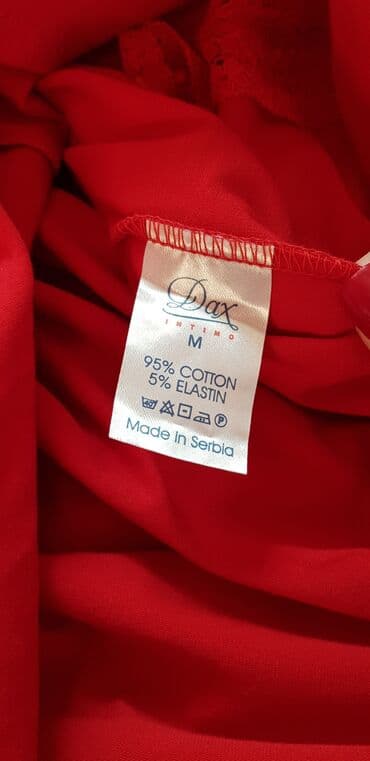 Dax
INTIMO
M
95% COTTON
5% ELASTIN
P
Made in Serbia